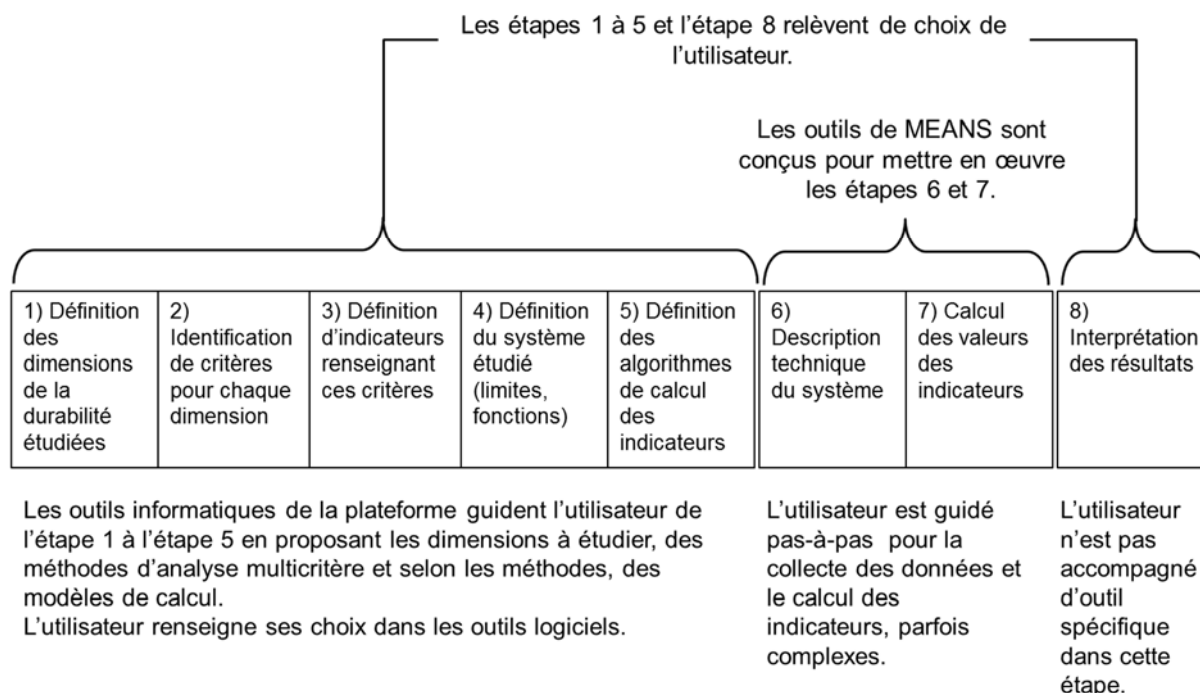 Les étapes 1 à 5 et l’étape 8 relèvent de choix de
l’utilisateur.
Les outils de MEANS sont
conçus pour mettre en œuvre
les étapes 6 et 7.
1) Définition
des
dimensions
de la
durabilité
étudiées
2)
Identification
de critères
pour chaque
dimension
3) Définition
d’indicateurs
renseignant
ces critères
4) Définition
du système
étudié
(limites,
fonctions)
5) Définition
des
algorithmes
de calcul
des
indicateurs
6)
Description
technique
du système
7) Calcul
des valeurs
des
indicateurs
8)
Interprétation
des résultats
Les outils informatiques de la plateforme guident l’utilisateur de
l’étape 1 à l’étape 5 en proposant les dimensions à étudier, des
méthodes d’analyse multicritère et selon les méthodes, des
modèles de calcul.
L’utilisateur renseigne ses choix dans les outils logiciels.
L’utilisateur est guidé
pas-à-pas pour la
collecte des données et
le calcul des
indicateurs, parfois
complexes.
L’utilisateur
n’est pas
accompagné
d’outil
spécifique
dans cette
étape.